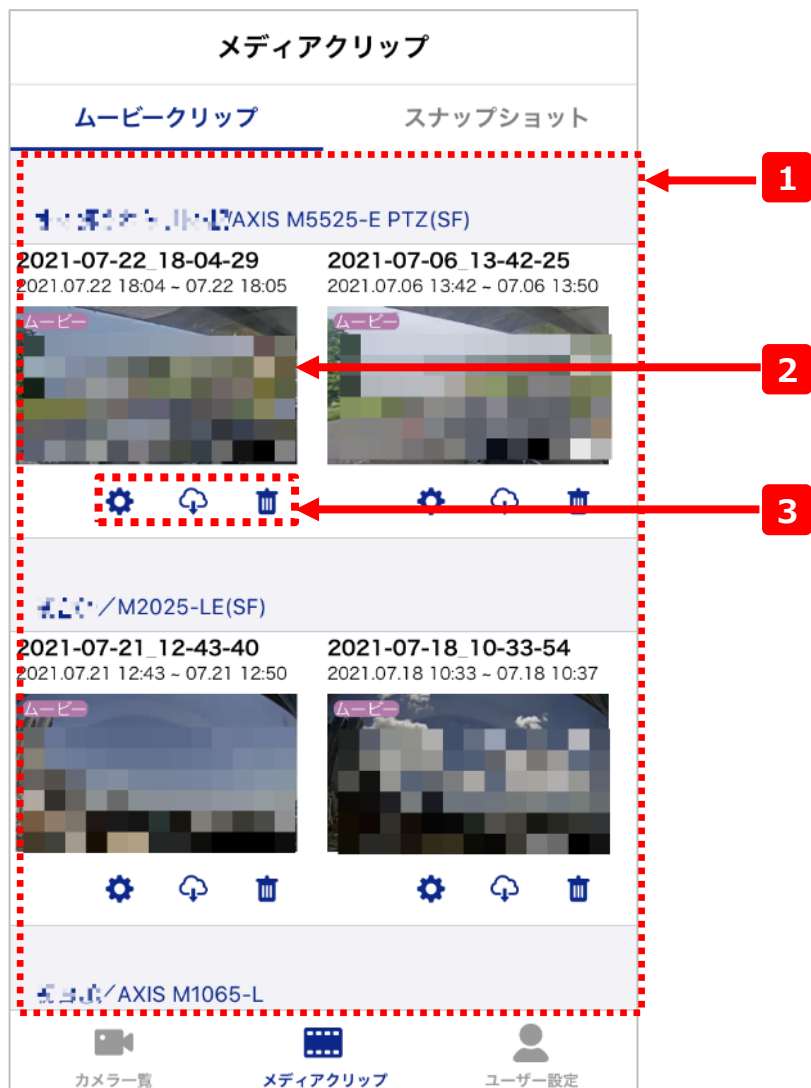 メディアクリップ
ムービークリップ
スナップショット
1
/AXIS M5525-E PTZ(SF)
2021-07-22_18-04-29
2021-07-06_13-42-25
2021.07.22 18:04 ~ 07.22 18:05
2021.07.06 13:42 ~ 07.06 13:50
ムービー
ムービー
2
3
/M2025-LE(SF)
2021-07-21_12-43-40
2021-07-18_10-33-54
2021.07.21 12:43 ~ 07.21 12:50
2021.07.18 10:33 ~ 07.18 10:37
ムービー
ムービー
/AXIS M1065-L
カメラ一覧
メディアクリップ
ユーザー設定